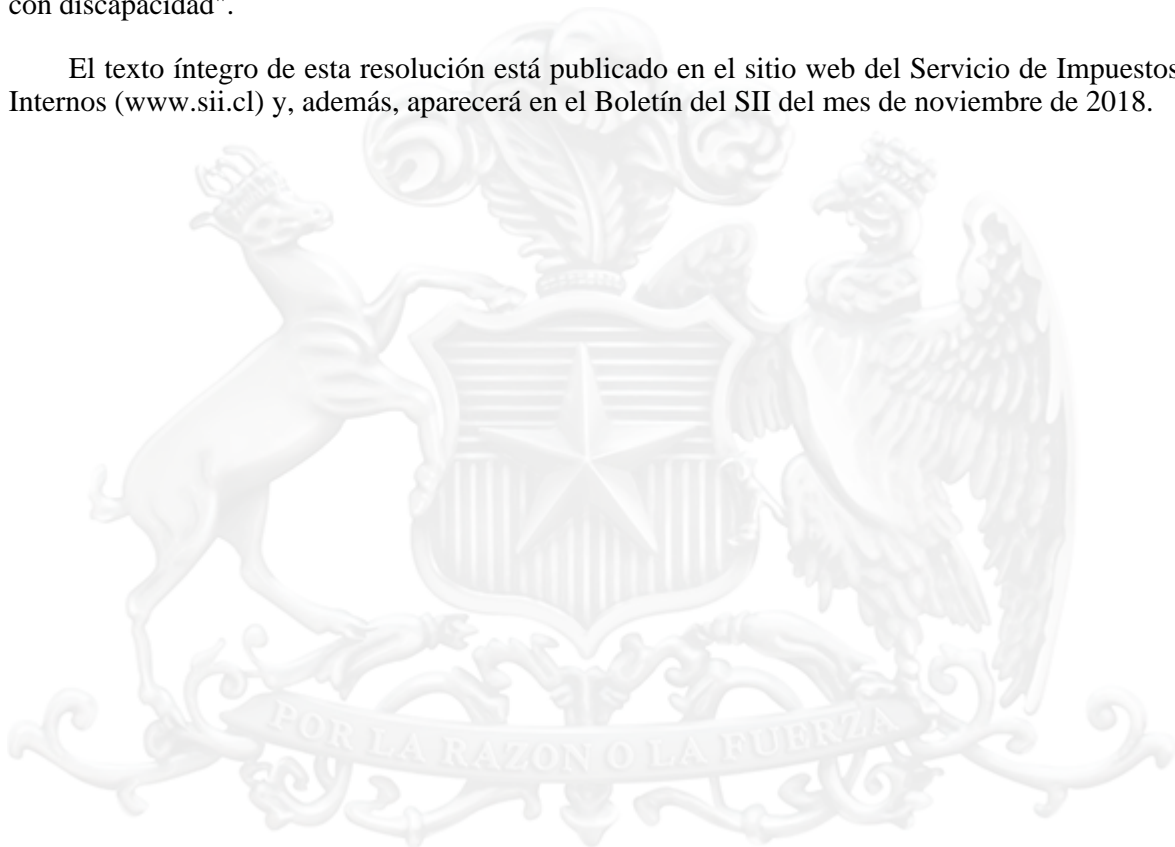 con discapacidad".
El texto íntegro de esta resolución está publicado en el sitio web del Servicio de Impuestos
Internos (www.sii.cl) y, además, aparecerá en el Boletín del SII del mes de noviembre de 2018.
POR LA RAZON O LA FUERZA